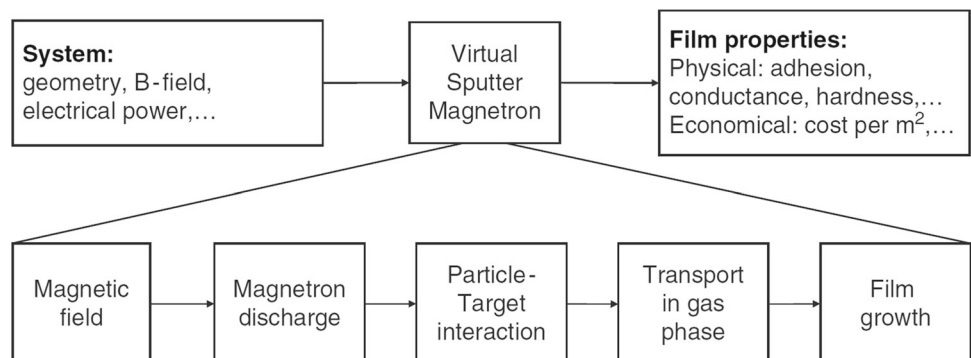 System:
geometry, B-field,
electrical power,…
Virtual
Sputter
Magnetron
Film properties:
Physical: adhesion,
conductance, hardness,…
Economical: cost per m²,…
Magnetic
field
Magnetron
discharge
Particle-
Target
interaction
Transport
in gas
phase
Film
growth